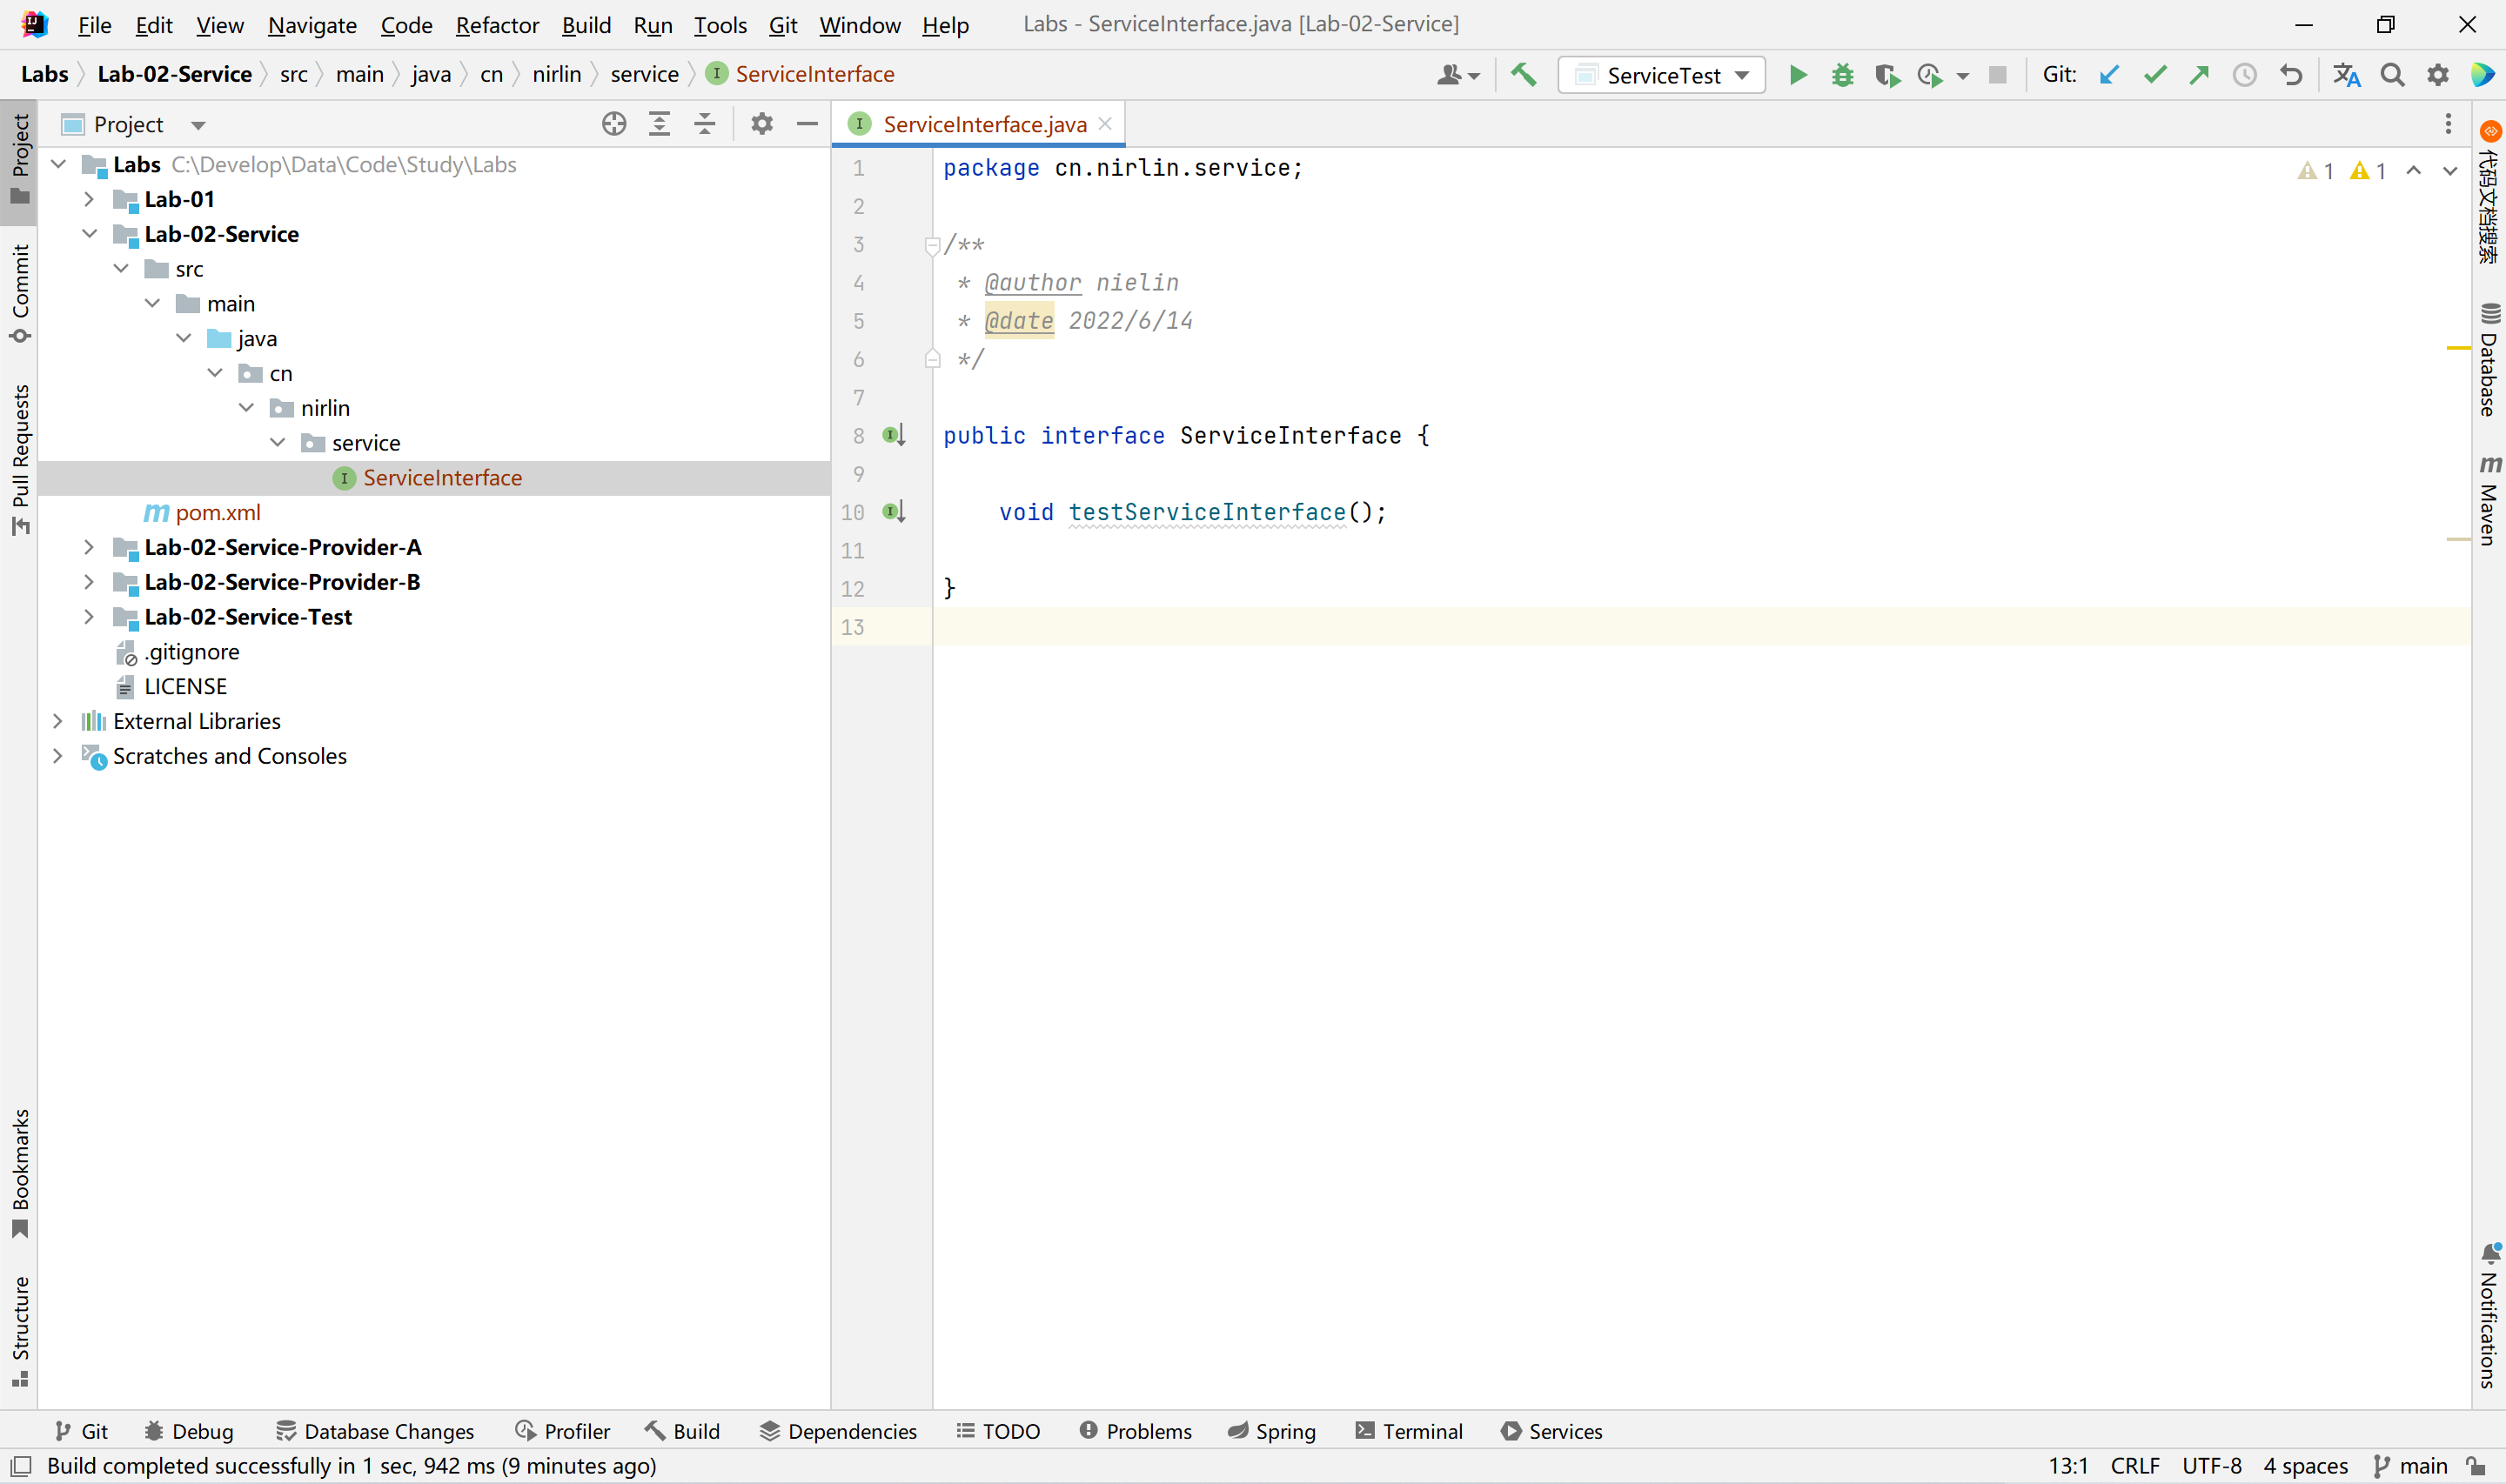 File Edit View Navigate Code Refactor Build Run Tools Git Window Help Labs - ServiceInterface.java [Lab-02-Service]
Labs Lab-02-Service src main java cn nirlin service I ServiceInterface ServiceTest Git:
Project
Labs C:\Develop\Data\Code\Study\Labs
Lab-01
Lab-02-Service
src
main
java
cn
nirlin
service
I ServiceInterface
m pom.xml
Lab-02-Service-Provider-A
Lab-02-Service-Provider-B
Lab-02-Service-Test
.gitignore
LICENSE
External Libraries
Scratches and Consoles
I ServiceInterface.java
1 package cn.nirlin.service;
2
3 /**
4 * @author nielin
5 * @date 2022/6/14
6 */
7
8 public interface ServiceInterface {
9
10 void testServiceInterface();
11
12 }
13
1 1
Project
Commit
Pull Requests
Bookmarks
Structure
代码文档搜索
Database
m Maven
Notifications
Git Debug Database Changes Profiler Build Dependencies TODO Problems Spring Terminal Services
Build completed successfully in 1 sec, 942 ms (9 minutes ago) 13:1 CRLF UTF-8 4 spaces main